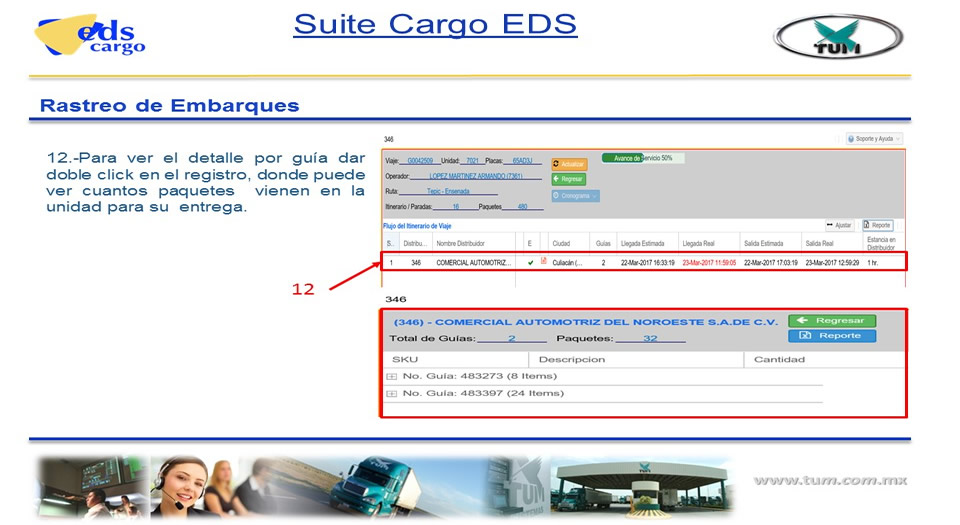 eds
cargo
Suite Cargo EDS
TUM
Rastreo de Embarques
12.-Para ver el detalle por guía dar
doble click en el registro, donde puede
ver cuantos paquetes vienen en la
unidad para su entrega.
346
Soporte y Ayuda
Viaje: G0042509 Unidad: 7021 Placas: 65AD3J
Actualizar
Avance de Servicio 50%
Operador: LOPEZ MARTINEZ ARMANDO (7361)
Regresar
Ruta: Tepic - Ensenada
Cronograma
Itinerario / Paradas: 16 Paquetes 480
Flujo del Itinerario de Viaje
Ajustar
Reporte
S.. Distribu... Nombre Distribuidor E Ciudad Guías Llegada Estimada Llegada Real Salida Estimada Salida Real Estancia en Distribuidor
1 346 COMERCIAL AUTOMOTRIZ... Culiacán (... 2 22-Mar-2017 16:33:19 23-Mar-2017 11:59:05 22-Mar-2017 17:03:19 23-Mar-2017 12:59:29 1 hr.
12
346
(346) - COMERCIAL AUTOMOTRIZ DEL NOROESTE S.A.DE C.V.
Regresar
Total de Guías: 2 Paquetes: 32
Reporte
SKU Descripcion Cantidad
No. Guía: 483273 (8 Items)
No. Guía: 483397 (24 Items)
TUM
www.tum.com.mx